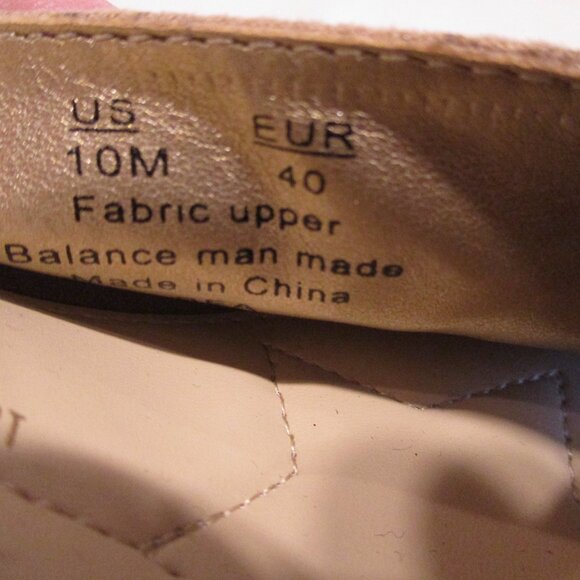 US EUR
10M 40
Fabric upper
Balance man made
Made in China